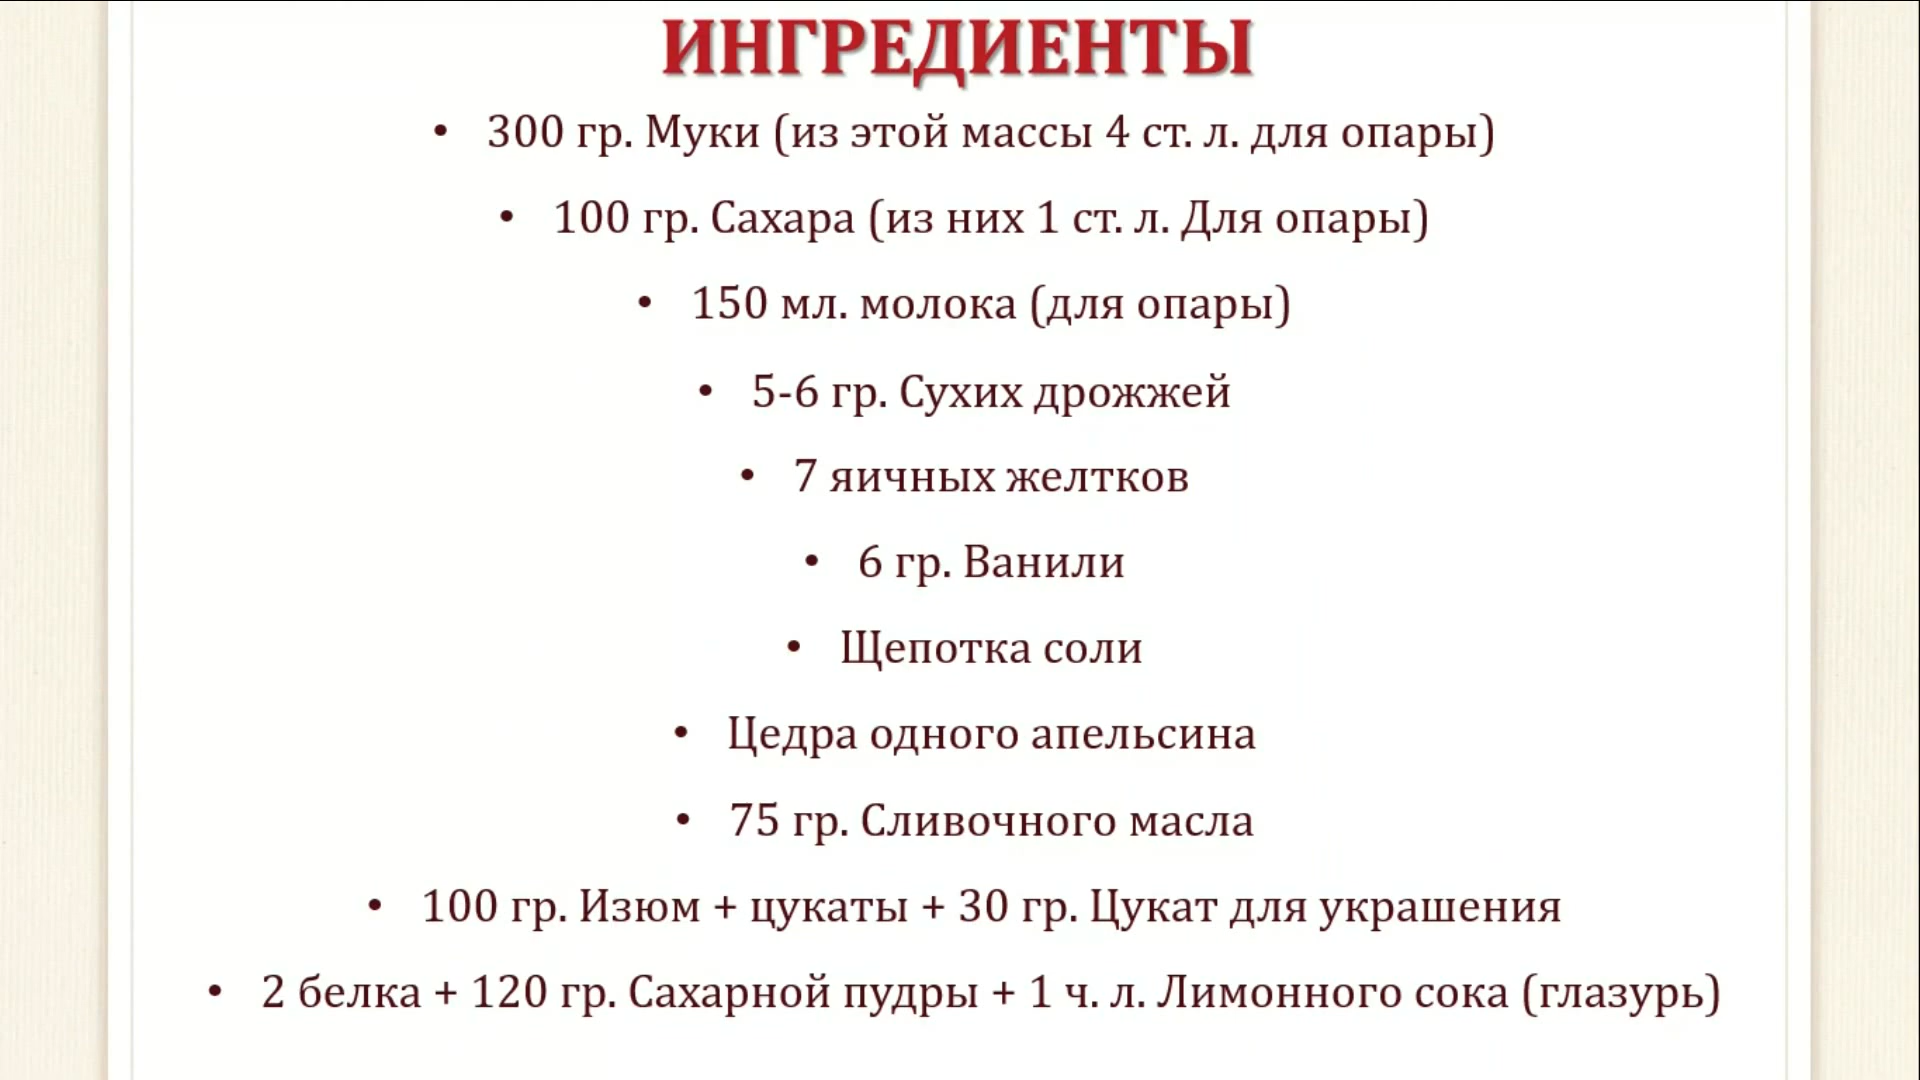 ИНГРЕДИЕНТЫ
• 300 гр. Муки (из этой массы 4 ст. л. для опары)
• 100 гр. Сахара (из них 1 ст. л. Для опары)
• 150 мл. молока (для опары)
• 5-6 гр. Сухих дрожжей
• 7 яичных желтков
• 6 гр. Ванили
• Щепотка соли
• Цедра одного апельсина
• 75 гр. Сливочного масла
• 100 гр. Изюм + цукаты + 30 гр. Цукат для украшения
• 2 белка + 120 гр. Сахарной пудры + 1 ч. л. Лимонного сока (глазурь)